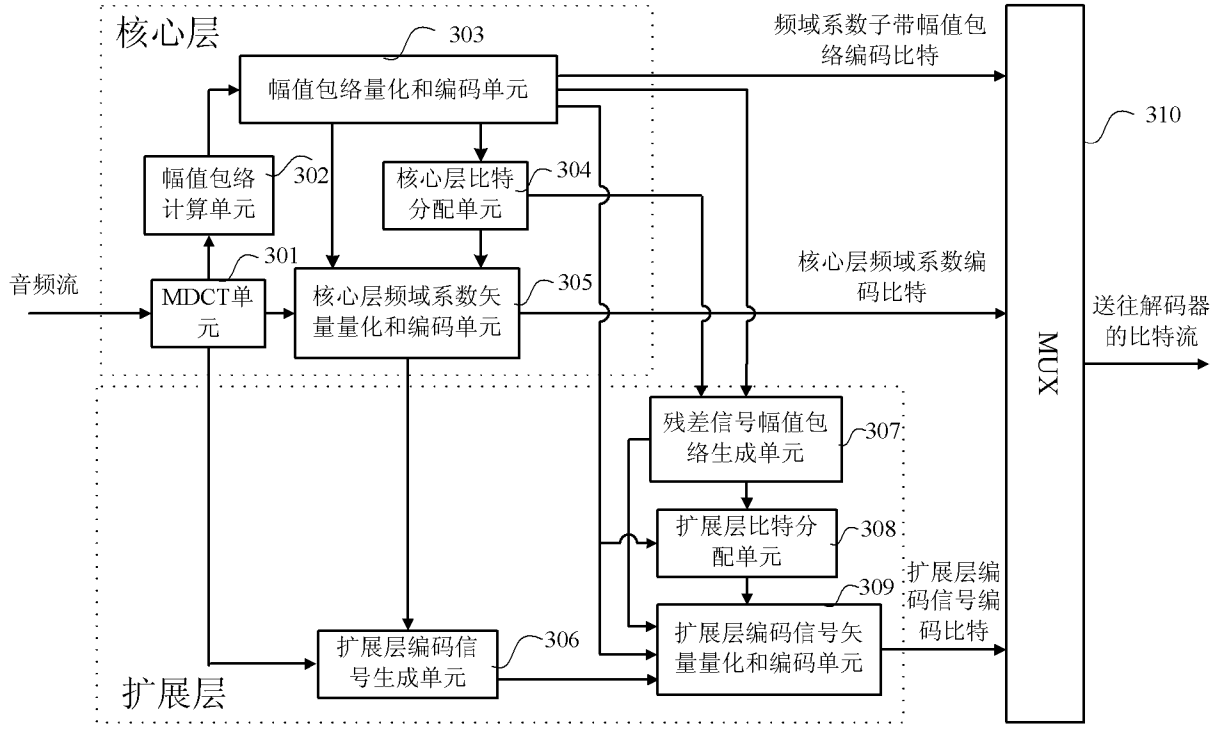 核心层
303
幅值包络量化和编码单元
频域系数子带幅值包
络编码比特
310
幅值包络
计算单元
302
核心层比特
分配单元
304
301
音频流
MDCT单
元
核心层频域系数矢
量量化和编码单元
305
核心层频域系数编
码比特
MUX
送往解码器
的比特流
残差信号幅值包
络生成单元
307
扩展层比特分
配单元
308
309
扩展层编码信号矢
量量化和编码单元
扩展层编
码信号编
码比特
扩展层编码信
号生成单元
306
扩展层